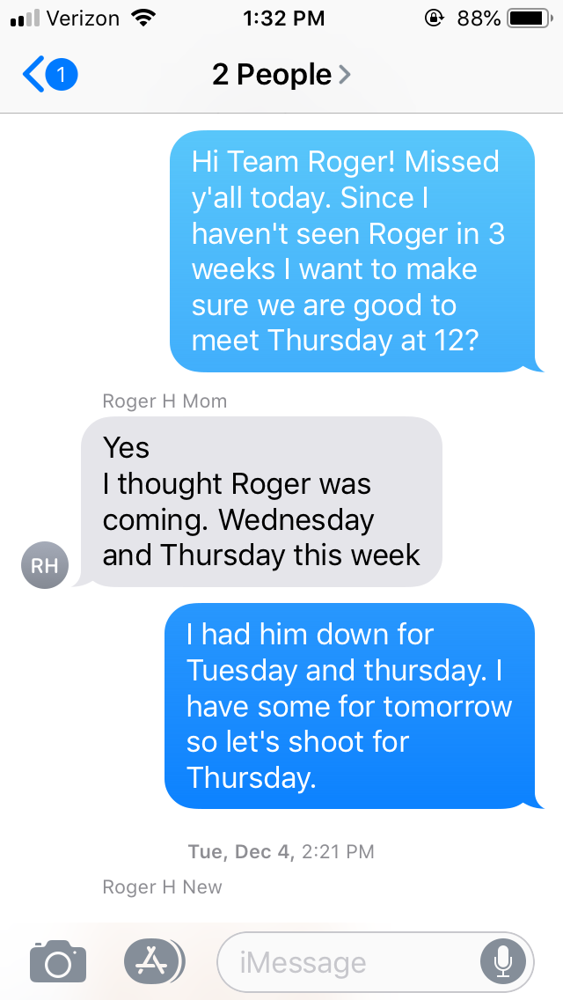 Verizon 1:32 PM 88%
1 2 People
Hi Team Roger! Missed
y'all today. Since I
haven't seen Roger in 3
weeks I want to make
sure we are good to
meet Thursday at 12?
Roger H Mom
Yes
I thought Roger was
coming. Wednesday
and Thursday this week
RH
I had him down for
Tuesday and thursday. I
have some for tomorrow
so let's shoot for
Thursday.
Tue, Dec 4, 2:21 PM
Roger H New
iMessage